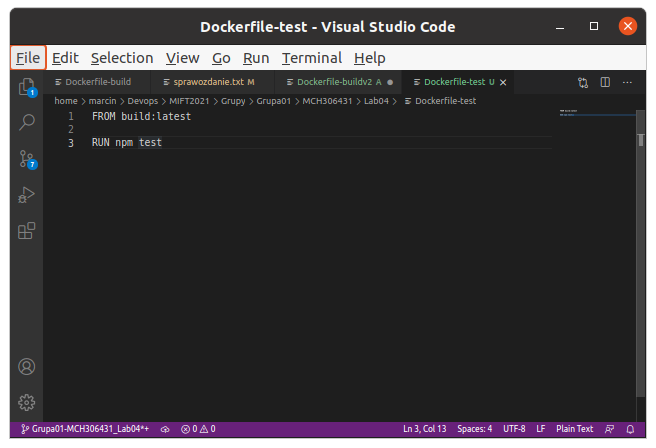 Dockerfile-test - Visual Studio Code
File Edit Selection View Go Run Terminal Help
Dockerfile-build sprawozdanie.txt M Dockerfile-buildv2 A Dockerfile-test U
home > marcin > Devops > MIFT2021 > Grupy > Grupa01 > MCH306431 > Lab04 > Dockerfile-test
1 FROM build:latest
2
3 RUN npm test
1
7
Grupa01-MCH306431_Lab04*+ 0 0 Ln 3, Col 13 Spaces: 4 UTF-8 LF Plain Text